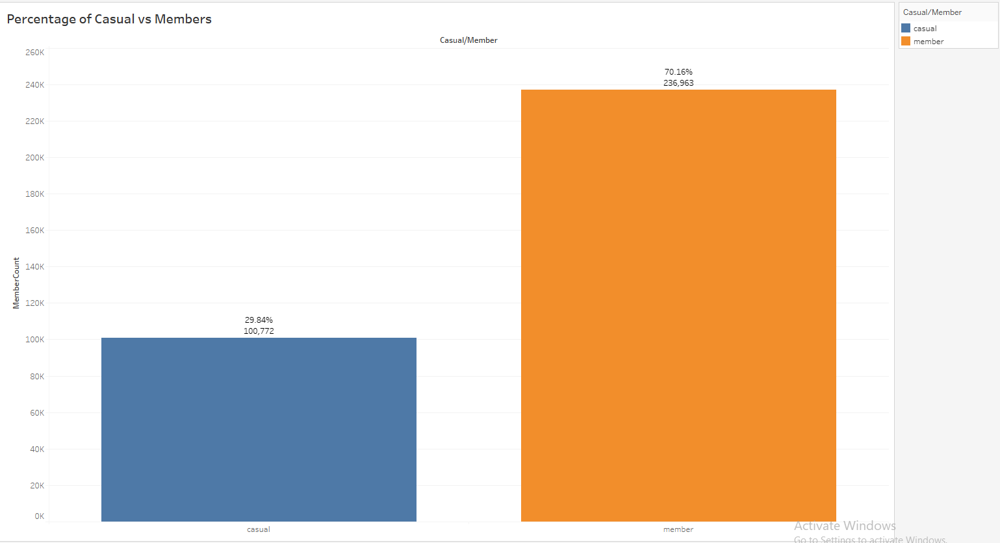 Percentage of Casual vs Members
Casual/Member
260K
240K
220K
200K
180K
160K
140K
120K
100K
80K
60K
40K
20K
0K
MemberCount
29.84%
100,772
70.16%
236,963
casual
member
Casual/Member
casual
member
Activate Windows
Go to Settings to activate Windows.